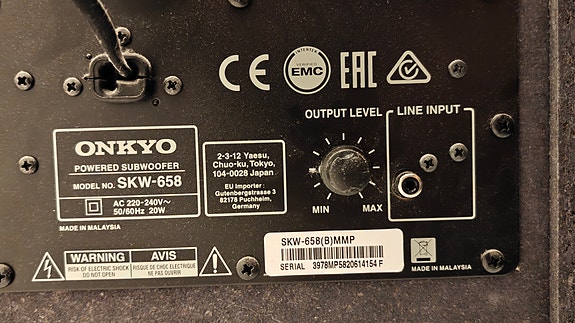 CE
INTERTEK
VERIFIED
EMC
EAC
OUTPUT LEVEL
LINE INPUT
MIN
MAX
ONKYO
POWERED SUBWOOFER
MODEL NO. SKW-658
AC 220-240V~
50/60Hz 20W
MADE IN MALAYSIA
2-3-12 Yaesu,
Chuo-ku, Tokyo,
104-0028 Japan
EU Importer :
Gutenbergstrasse 3
82178 Puchheim,
Germany
WARNING
RISK OF ELECTRIC SHOCK
DO NOT OPEN
AVIS
RISQUE DE CHOC ELECTRIQUE
NE PAS OUVRIR
SKW-658(B)MMP
SERIAL 3978MP5820614154 F
MADE IN MALAYSIA